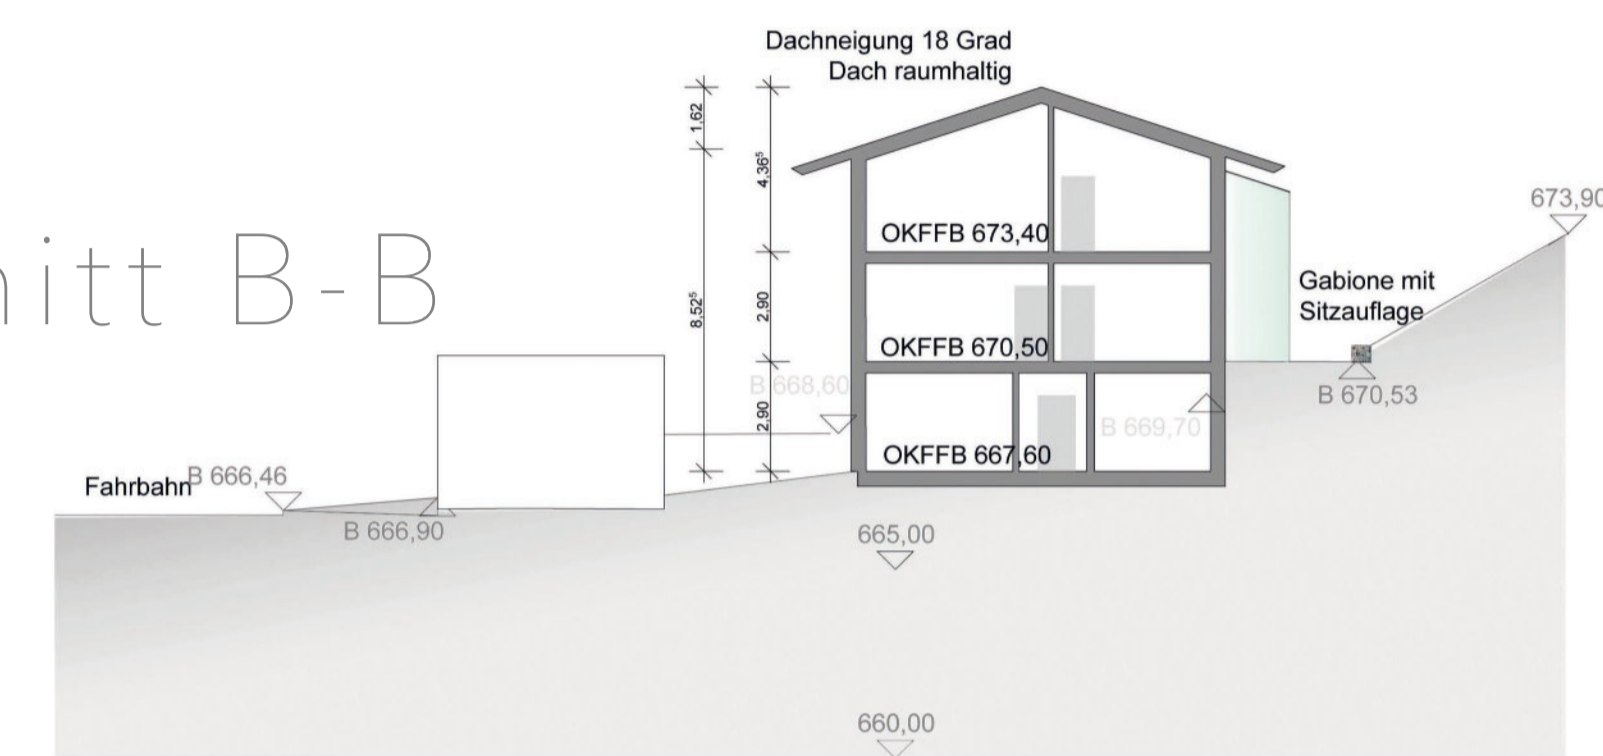 Dachneigung 18 Grad
Dach raumhaltig
1,62
4,36⁵
673,90
OKFFB 673,40
nitt B-B
Gabione mit
Sitzauflage
8,52⁵
2,90
OKFFB 670,50
B 668,60
B 670,53
2,90
B 669,70
OKFFB 667,60
B 666,46
Fahrbahn
B 666,90
665,00
660,00